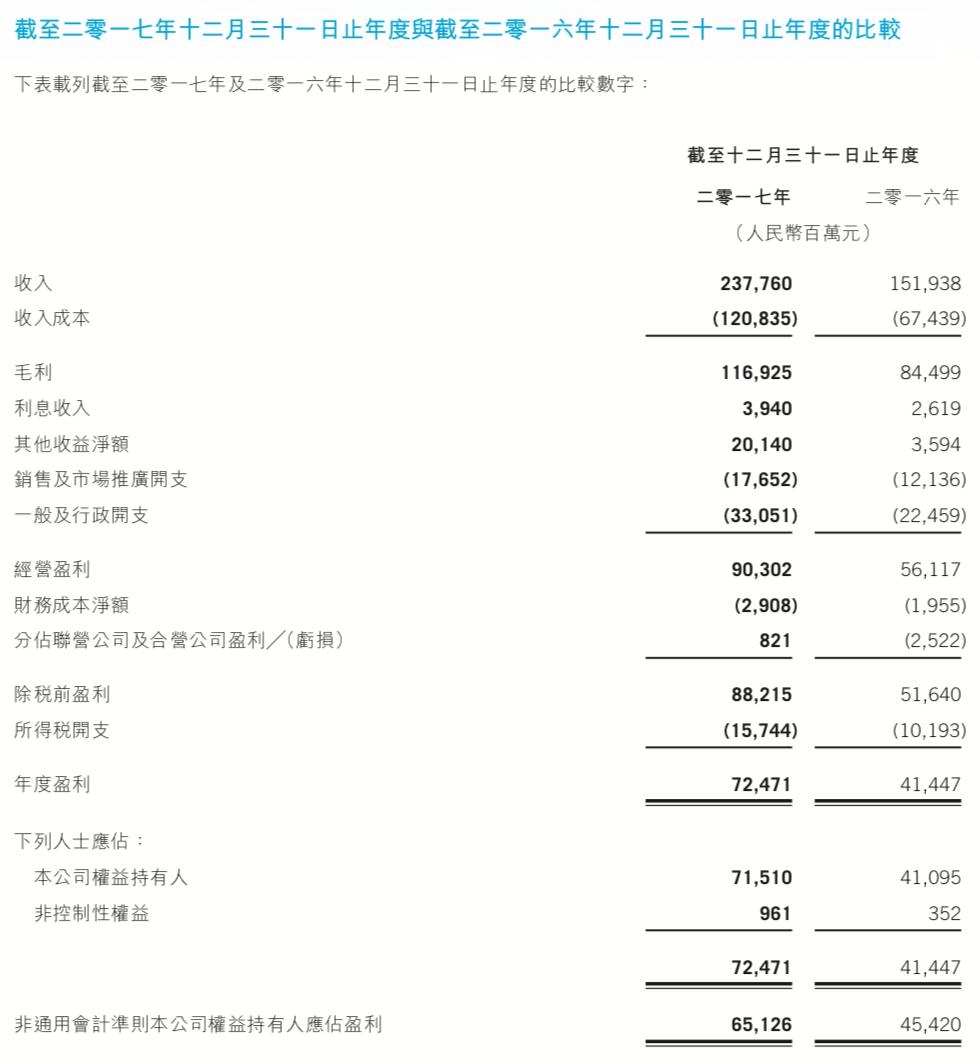 截至二零一七年十二月三十一日止年度與截至二零一六年十二月三十一日止年度的比較
下表載列截至二零一七年及二零一六年十二月三十一日止年度的比較數字：
截至十二月三十一日止年度
二零一七年 二零一六年
（人民幣百萬元）
收入 237,760 151,938
收入成本 (120,835) (67,439)
毛利 116,925 84,499
利息收入 3,940 2,619
其他收益淨額 20,140 3,594
銷售及市場推廣開支 (17,652) (12,136)
一般及行政開支 (33,051) (22,459)
經營盈利 90,302 56,117
財務成本淨額 (2,908) (1,955)
分佔聯營公司及合營公司盈利╱（虧損） 821 (2,522)
除稅前盈利 88,215 51,640
所得稅開支 (15,744) (10,193)
年度盈利 72,471 41,447
下列人士應佔：
本公司權益持有人 71,510 41,095
非控制性權益 961 352
72,471 41,447
非通用會計準則本公司權益持有人應佔盈利 65,126 45,420